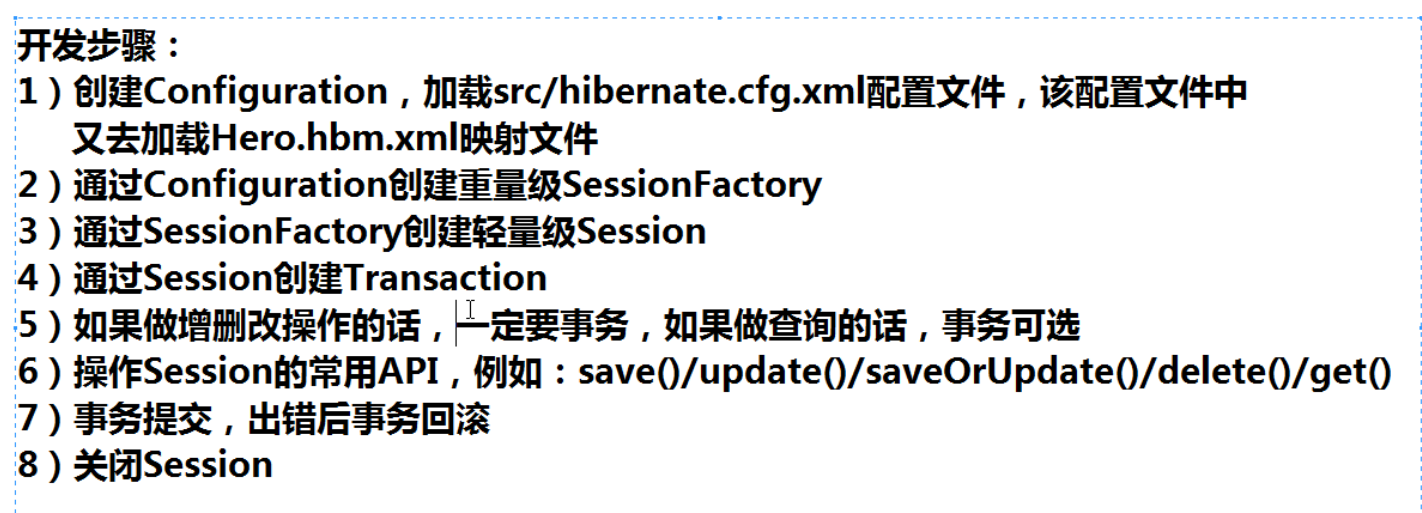 开发步骤：
1）创建Configuration，加载src/hibernate.cfg.xml配置文件，该配置文件中
又去加载Hero.hbm.xml映射文件
2）通过Configuration创建重量级SessionFactory
3）通过SessionFactory创建轻量级Session
4）通过Session创建Transaction
5）如果做增删改操作的话，一定要事务，如果做查询的话，事务可选
6）操作Session的常用API，例如：save()/update()/saveOrUpdate()/delete()/get()
7）事务提交，出错后事务回滚
8）关闭Session